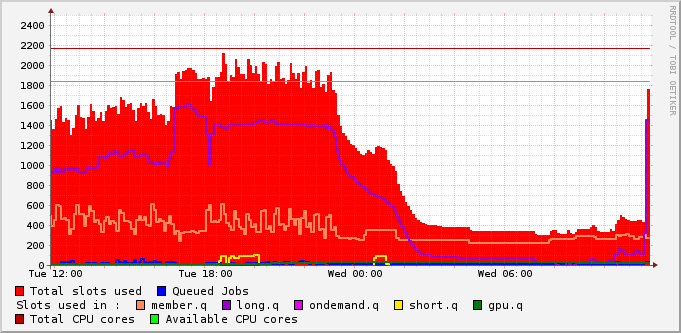 2400
2200
2000
1800
1600
1400
1200
1000
800
600
400
200
0
Tue 12:00 Tue 18:00 Wed 00:00 Wed 06:00
RRDTOOL / TOBI OETIKER
Total slots used Queued Jobs
Slots used in : member.q long.q ondemand.q short.q gpu.q
Total CPU cores Available CPU cores